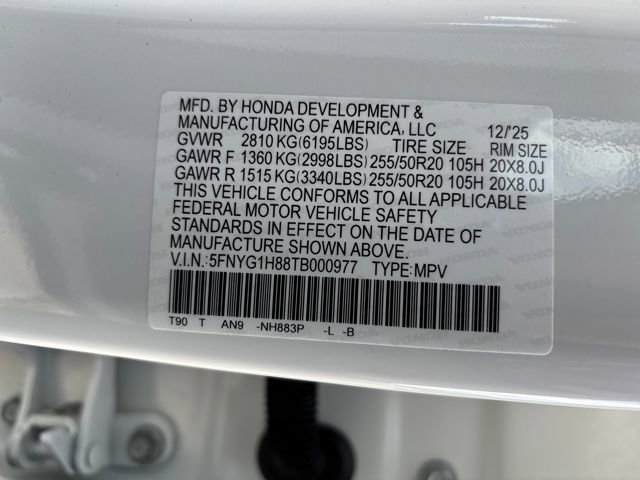 MFD. BY HONDA DEVELOPMENT &
MANUFACTURING OF AMERICA, LLC 12/'25
GVWR 2810 KG(6195LBS) TIRE SIZE RIM SIZE
GAWR F 1360 KG(2998LBS) 255/50R20 105H 20X8.0J
GAWR R 1515 KG(3340LBS) 255/50R20 105H 20X8.0J
THIS VEHICLE CONFORMS TO ALL APPLICABLE
FEDERAL MOTOR VEHICLE SAFETY
STANDARDS IN EFFECT ON THE DATE OF
MANUFACTURE SHOWN ABOVE.
V.I.N.:5FNYG1H88TB000977 TYPE:MPV
T90 T AN9 -NH883P -L -B